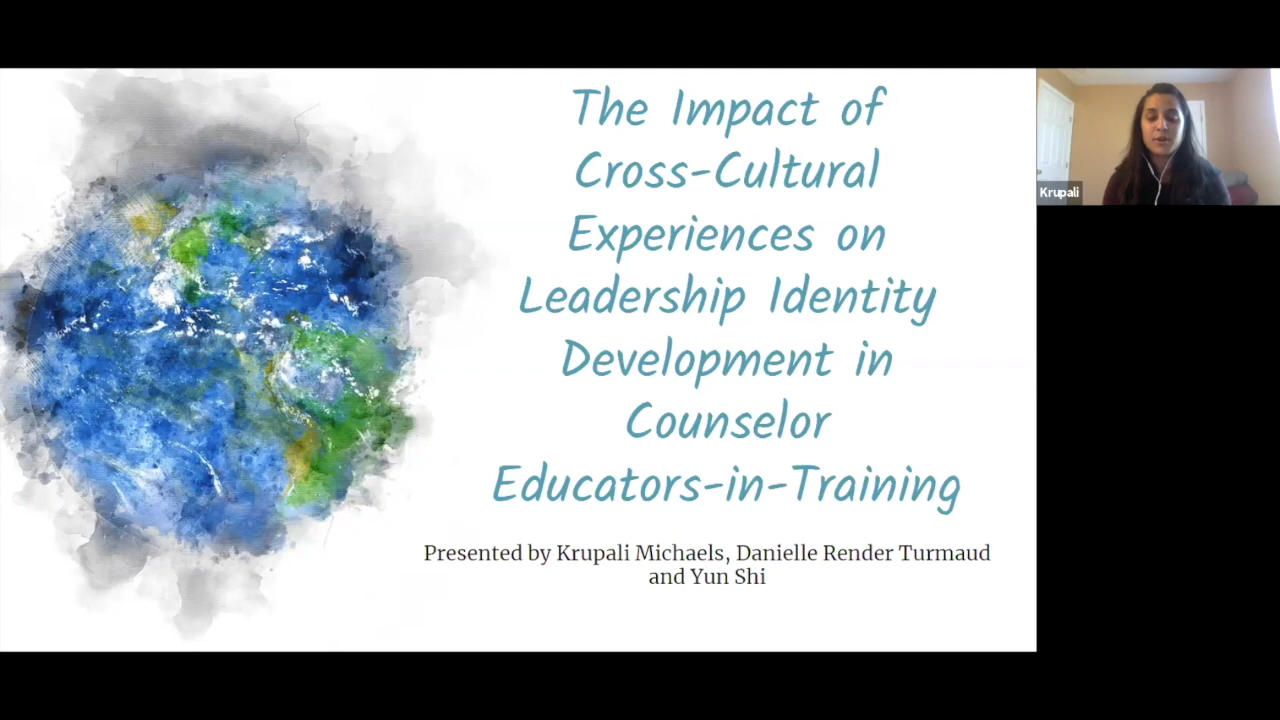 The Impact of
Cross-Cultural
Experiences on
Leadership Identity
Development in
Counselor
Educators-in-Training
Presented by Krupali Michaels, Danielle Render Turmaud
and Yun Shi
Krupali